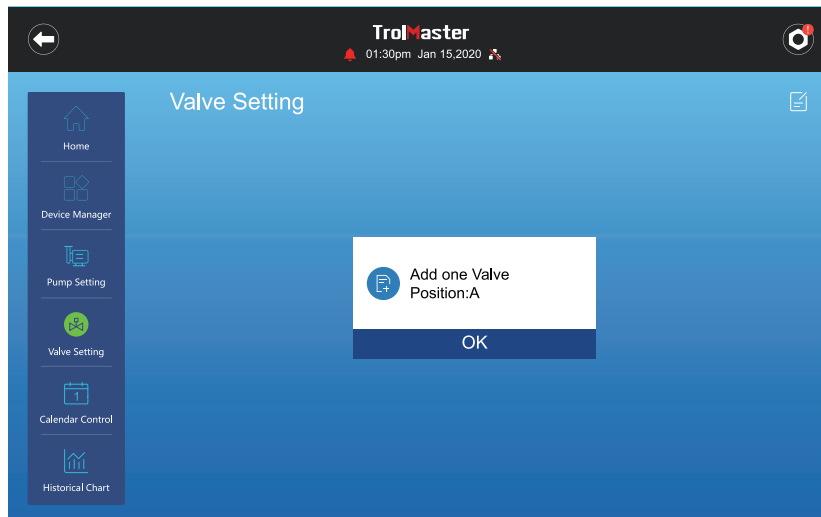 TrolMaster
01:30pm Jan 15,2020
Valve Setting
Home
Device Manager
Pump Setting
Valve Setting
1
Calendar Control
Historical Chart
Add one Valve
Position:A
OK